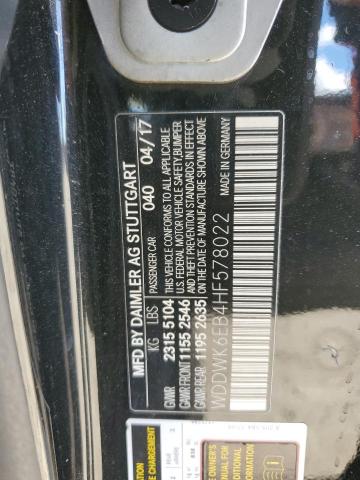 MFD BY DAIMLER AG STUTTGART
PASSENGER CAR 040 04/17
KG LBS
GVWR 2315 5104
GAWR FRONT 1155 2546
GAWR REAR 1195 2635
THIS VEHICLE CONFORMS TO ALL APPLICABLE
U.S. FEDERAL MOTOR VEHICLE SAFETY, BUMPER
AND THEFT PREVENTION STANDARDS IN EFFECT
ON THE DATE OF MANUFACTURE SHOWN ABOVE.
WDDWK6EB4HF578022 MADE IN GERMANY